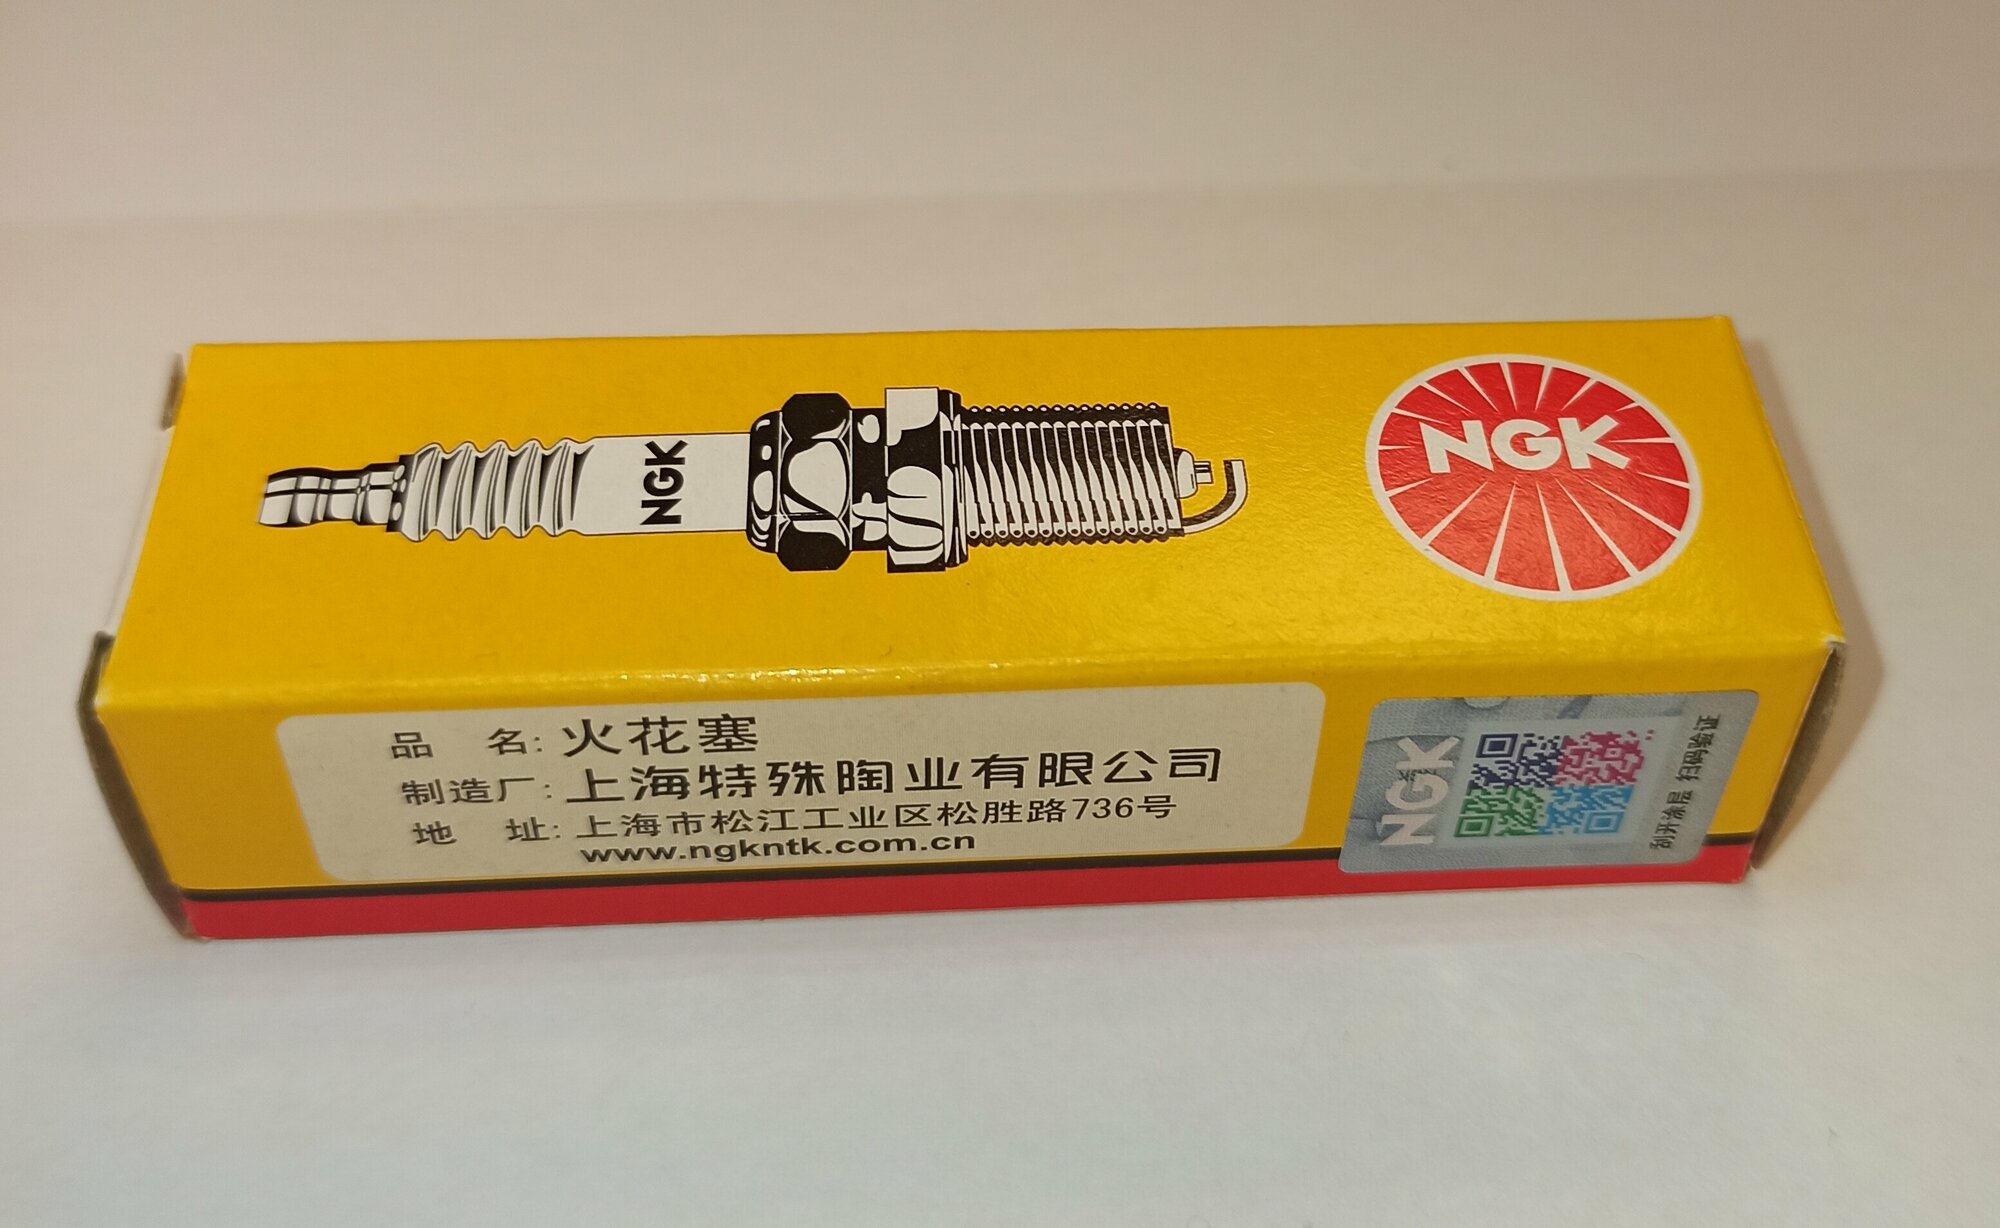 NGK
NGK
品 名: 火花塞
制造厂: 上海特殊陶业有限公司
地 址: 上海市松江工业区松胜路736号
www.ngkntk.com.cn
NGK
刮开涂层 扫码验证